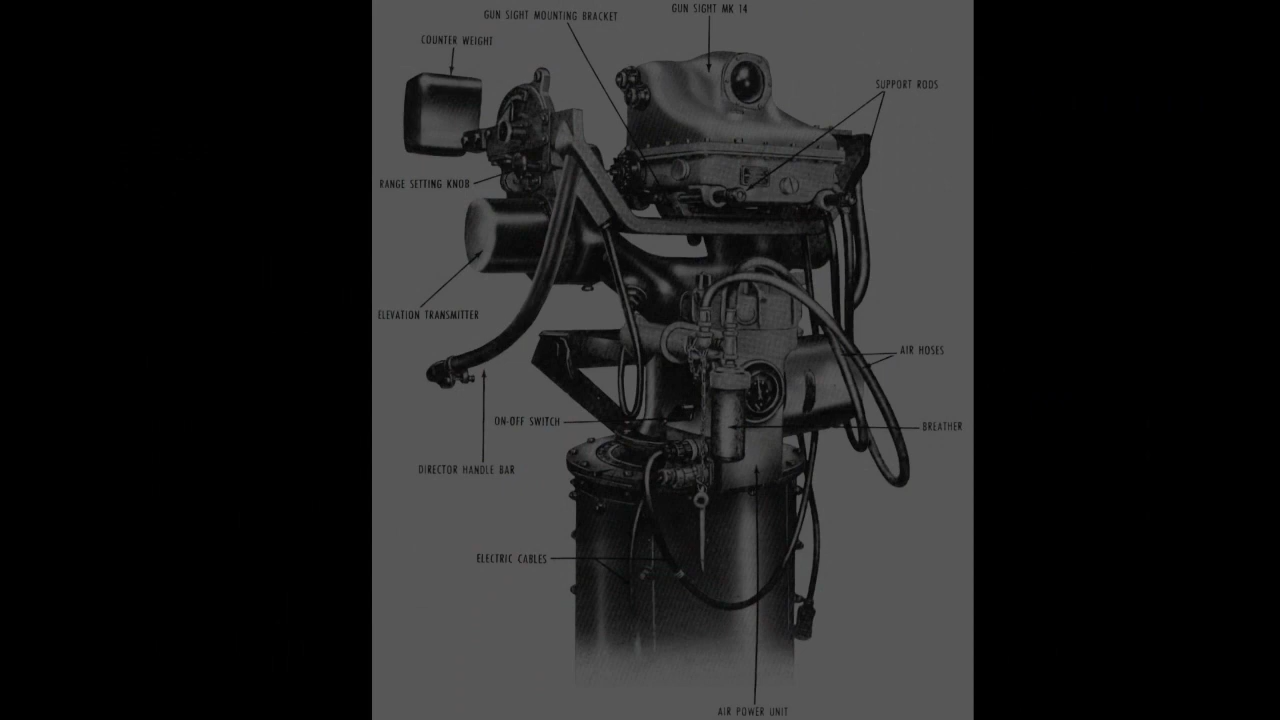 GUN SIGHT MK 14
GUN SIGHT MOUNTING BRACKET
COUNTER WEIGHT
SUPPORT RODS
RANGE SETTING KNOB
ELEVATION TRANSMITTER
AIR HOSES
ON-OFF SWITCH
BREATHER
DIRECTOR HANDLE BAR
ELECTRIC CABLES
AIR POWER UNIT